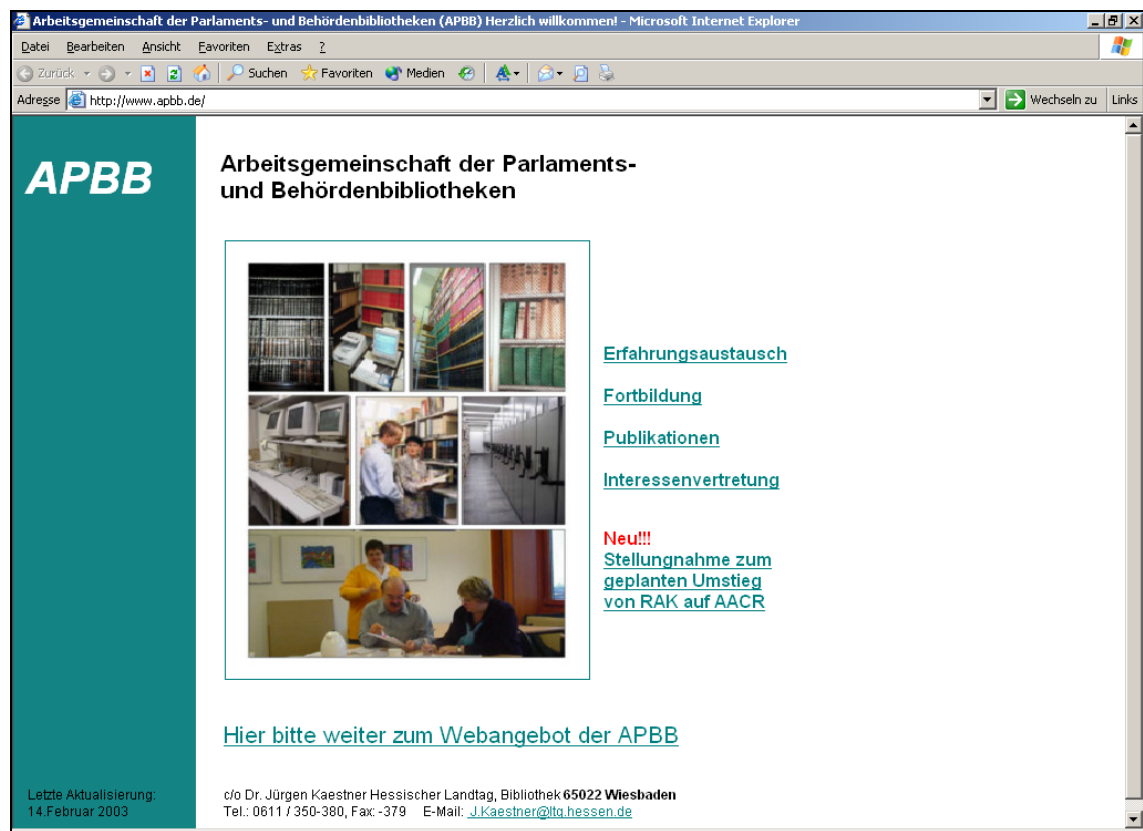 Arbeitsgemeinschaft der Parlaments- und Behördenbibliotheken (APBB) Herzlich willkommen! - Microsoft Internet Explorer
Datei Bearbeiten Ansicht Favoriten Extras ?
Zurück Suchen Favoriten Medien
Adresse http://www.apbb.de/ Wechseln zu Links
APBB
Arbeitsgemeinschaft der Parlaments-
und Behördenbibliotheken
Erfahrungsaustausch
Fortbildung
Publikationen
Interessenvertretung
Neu!!!
Stellungnahme zum
geplanten Umstieg
von RAK auf AACR
Hier bitte weiter zum Webangebot der APBB
Letzte Aktualisierung:
14.Februar 2003
c/o Dr. Jürgen Kaestner Hessischer Landtag, Bibliothek 65022 Wiesbaden
Tel.: 0611 / 350-380, Fax: -379 E-Mail: J.Kaestner@ltg.hessen.de